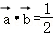 a⃗ • b⃗ = 1/2